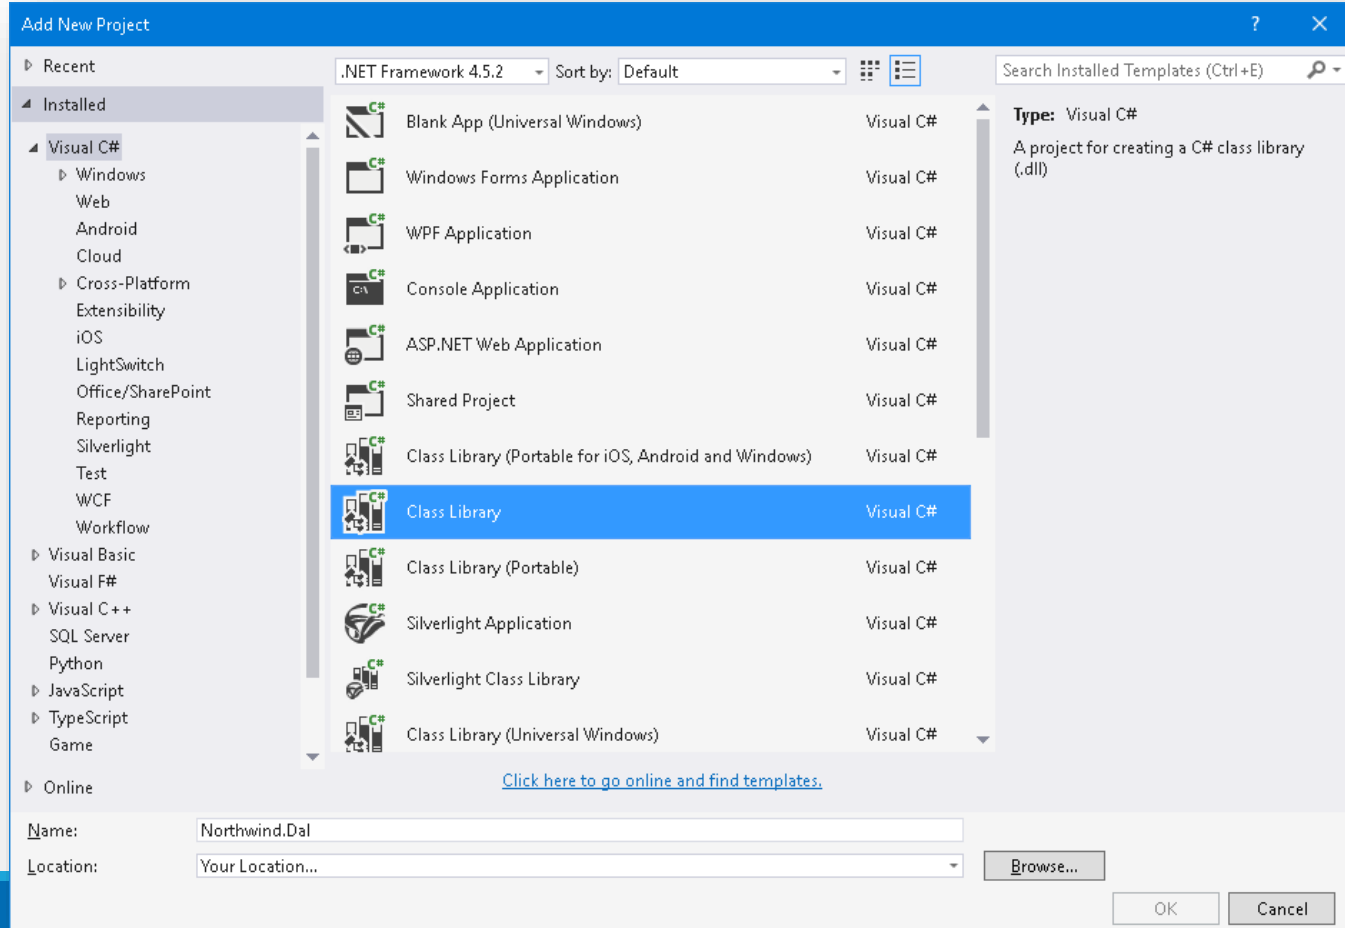 Add New Project
?
Recent
Installed
Visual C#
Windows
Web
Android
Cloud
Cross-Platform
Extensibility
iOS
LightSwitch
Office/SharePoint
Reporting
Silverlight
Test
WCF
Workflow
Visual Basic
Visual F#
Visual C++
SQL Server
Python
JavaScript
TypeScript
Game
Online
.NET Framework 4.5.2 Sort by: Default
C# Blank App (Universal Windows) Visual C#
C# Windows Forms Application Visual C#
C# WPF Application Visual C#
C# C:\ Console Application Visual C#
C# ASP.NET Web Application Visual C#
C# Shared Project Visual C#
C# Class Library (Portable for iOS, Android and Windows) Visual C#
C# Class Library Visual C#
C# Class Library (Portable) Visual C#
C# Silverlight Application Visual C#
C# Silverlight Class Library Visual C#
C# Class Library (Universal Windows) Visual C#
Click here to go online and find templates.
Search Installed Templates (Ctrl+E)
Type: Visual C#
A project for creating a C# class library
(.dll)
Name: Northwind.Dal
Location: Your Location...
Browse...
OK
Cancel